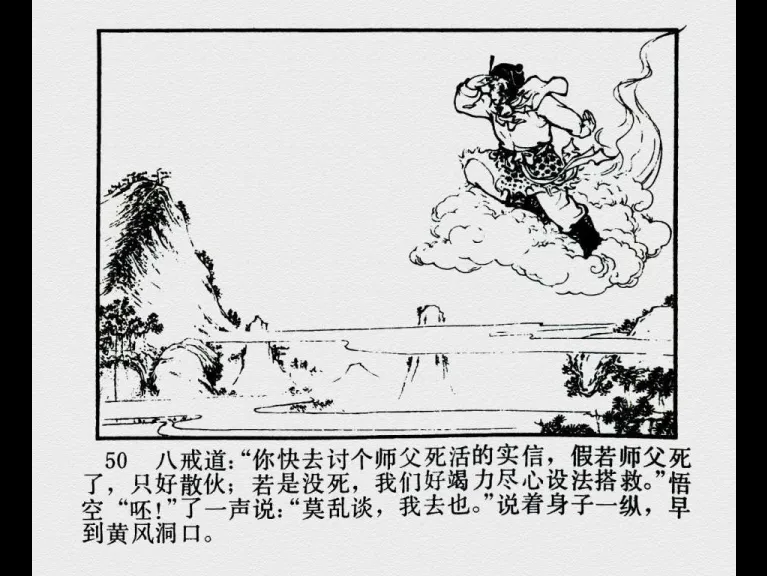 50 八戒道:“你快去讨个师父死活的实信，假若师父死
了，只好散伙；若是没死，我们好竭力尽心设法搭救。”悟
空“呸!”了一声说:“莫乱谈，我去也。”说着身子一纵，早
到黄风洞口。